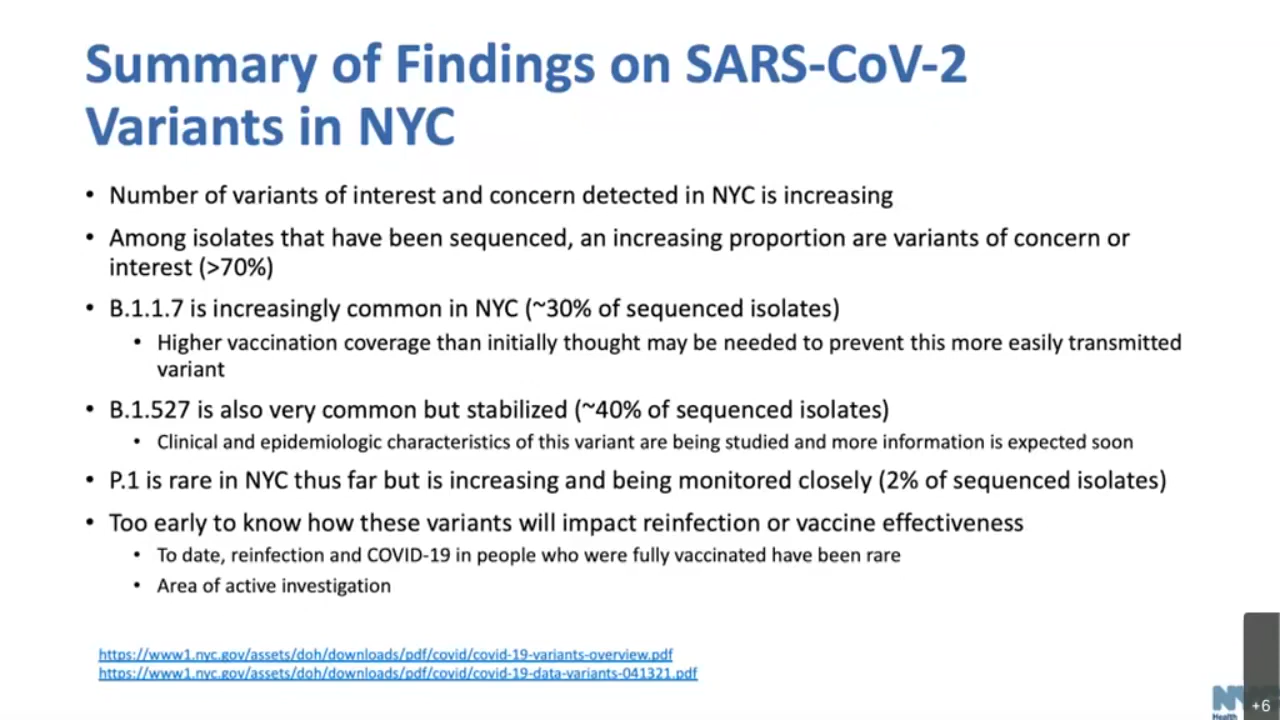 Summary of Findings on SARS-CoV-2
Variants in NYC
• Number of variants of interest and concern detected in NYC is increasing
• Among isolates that have been sequenced, an increasing proportion are variants of concern or
interest (>70%)
• B.1.1.7 is increasingly common in NYC (~30% of sequenced isolates)
• Higher vaccination coverage than initially thought may be needed to prevent this more easily transmitted
variant
• B.1.527 is also very common but stabilized (~40% of sequenced isolates)
• Clinical and epidemiologic characteristics of this variant are being studied and more information is expected soon
• P.1 is rare in NYC thus far but is increasing and being monitored closely (2% of sequenced isolates)
• Too early to know how these variants will impact reinfection or vaccine effectiveness
• To date, reinfection and COVID-19 in people who were fully vaccinated have been rare
• Area of active investigation
https://www1.nyc.gov/assets/doh/downloads/pdf/covid/covid-19-variants-overview.pdf
https://www1.nyc.gov/assets/doh/downloads/pdf/covid/covid-19-data-variants-041321.pdf
Health
+6